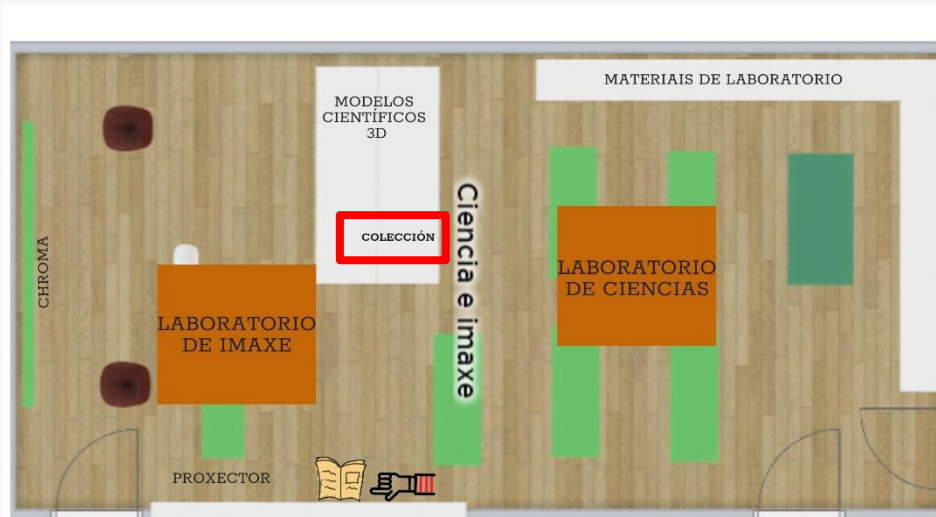 MATERIAIS DE LABORATORIO
MODELOS
CIENTÍFICOS
3D
COLECCIÓN
Ciencia e imaxe
CHROMA
LABORATORIO
DE IMAXE
LABORATORIO
DE CIENCIAS
PROXECTOR